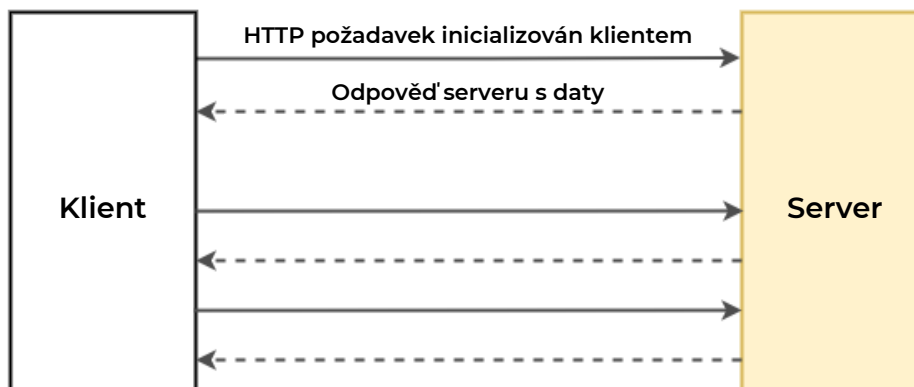 HTTP požadavek inicializován klientem
Odpověď serveru s daty
Klient
Server